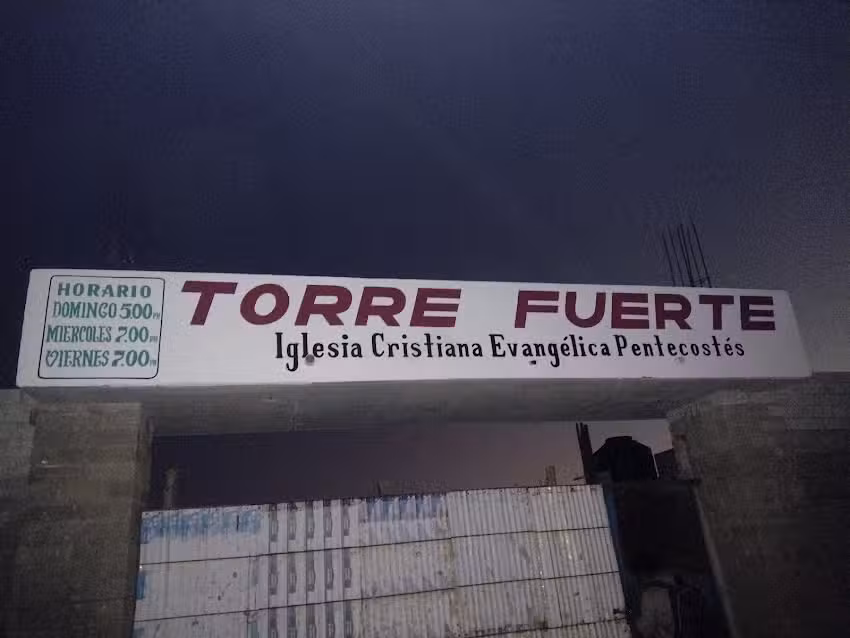 HORARIO
DOMINGO 5:00 PM
MIERCOLES 7:00 PM
VIERNES 7:00 PM
TORRE FUERTE
Iglesia Cristiana Evangélica Pentecostés